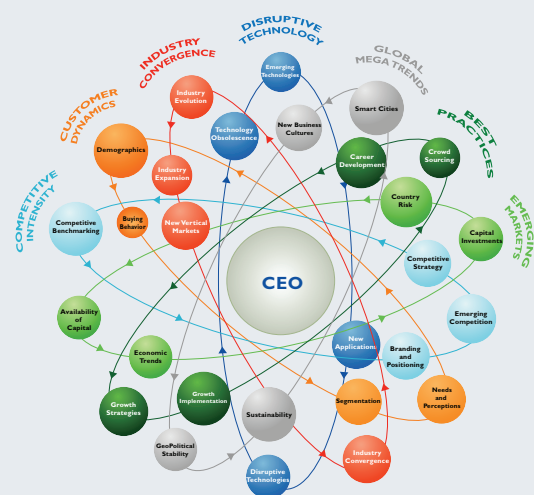 DISRUPTIVE
TECHNOLOGY
INDUSTRY
CONVERGENCE
GLOBAL
MEGA TRENDS
CUSTOMER
DYNAMICS
BEST
PRACTICES
COMPETITIVE
INTENSITY
EMERGING
MARKETS
Emerging
Technologies
Industry
Evolution
Smart Cities
New Business
Cultures
Technology
Obsolescence
Demographics
Career
Development
Crowd
Sourcing
Industry
Expansion
Country
Risk
Buying
Behavior
New Vertical
Markets
Competitive
Benchmarking
Capital
Investments
Competitive
Strategy
CEO
Availability
of
Capital
Emerging
Competition
New
Applications
Economic
Trends
Branding
and
Positioning
Growth
Strategies
Growth
Implementation
Segmentation
Needs
and
Perceptions
Sustainability
GeoPolitical
Stability
Industry
Convergence
Disruptive
Technologies